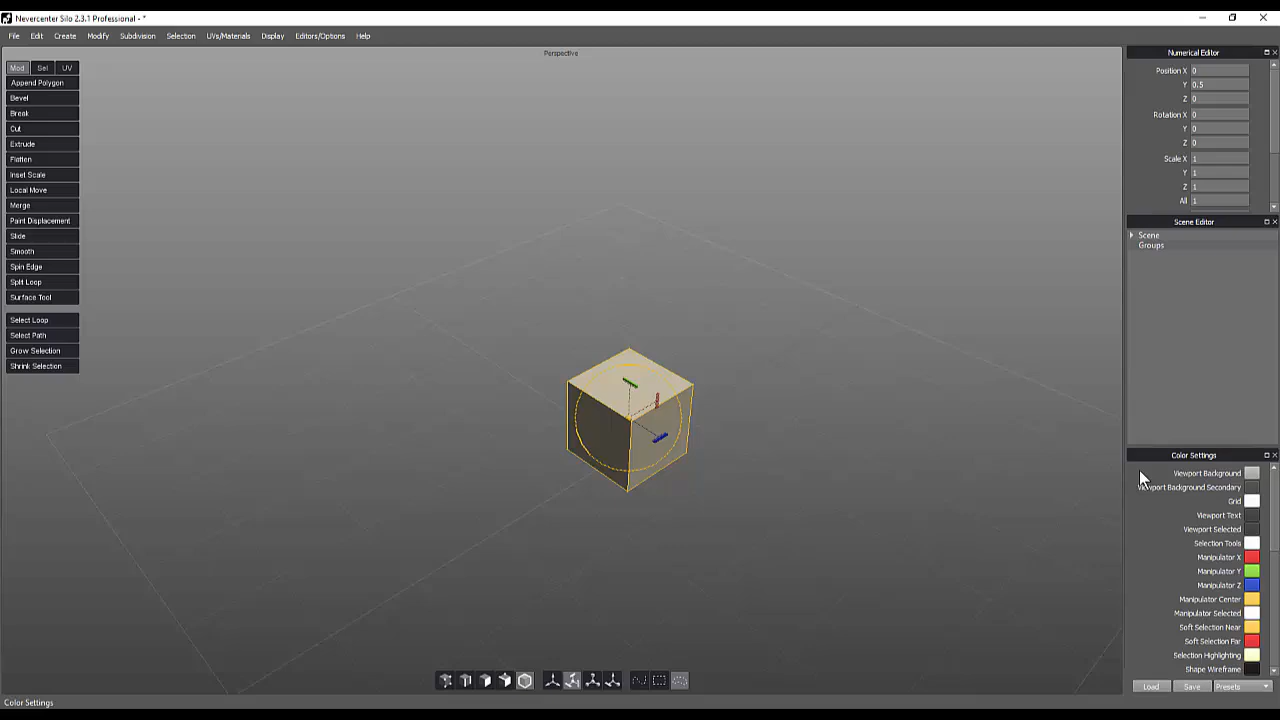 Nevercenter Silo 2.3.1 Professional - *
File Edit Create Modify Subdivision Selection UVs/Materials Display Editors/Options Help
Perspective
Mod Sel UV
Append Polygon
Bevel
Break
Cut
Extrude
Flatten
Inset Scale
Local Move
Merge
Paint Displacement
Slide
Smooth
Spin Edge
Split Loop
Surface Tool
Select Loop
Select Path
Grow Selection
Shrink Selection
Numerical Editor
Position X 0
Y 0.5
Z 0
Rotation X 0
Y 0
Z 0
Scale X 1
Y 1
Z 1
All 1
Scene Editor
Scene
Groups
Color Settings
Viewport Background
Viewport Background Secondary
Grid
Viewport Text
Viewport Selected
Selection Tools
Manipulator X
Manipulator Y
Manipulator Z
Manipulator Center
Manipulator Selected
Soft Selection Near
Soft Selection Far
Selection Highlighting
Shape Wireframe
Load Save Presets
Color Settings